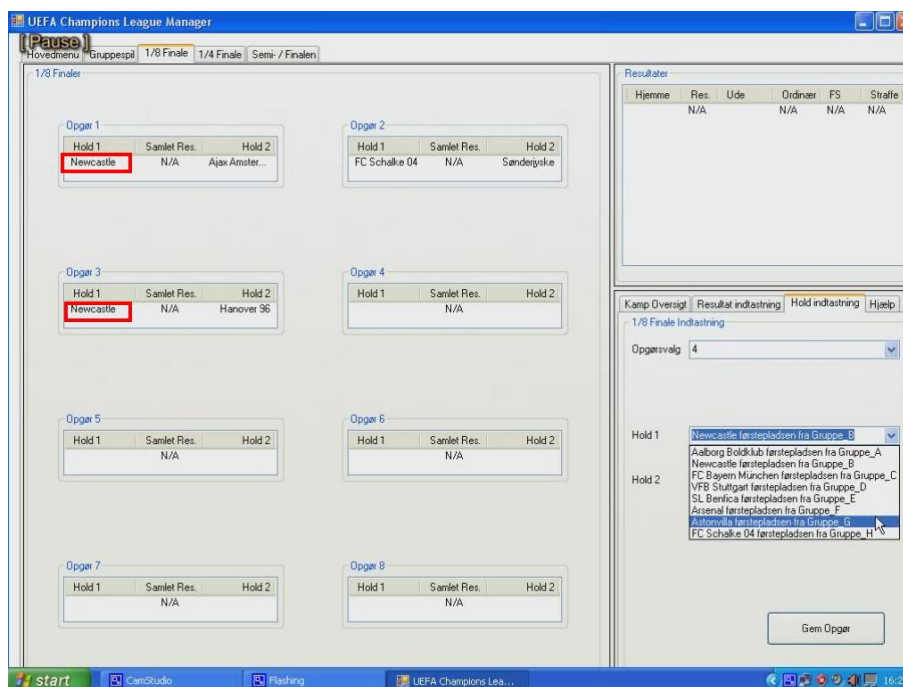 UEFA Champions League Manager
[ Pause ]
Hovedmenu Gruppespil 1/8 Finale 1/4 Finale Semi- / Finalen
1/8 Finaler
Opgør 1
Hold 1 Samlet Res. Hold 2
Newcastle N/A Ajax Amster...
Opgør 2
Hold 1 Samlet Res. Hold 2
FC Schalke 04 N/A Sønderjyske
Opgør 3
Hold 1 Samlet Res. Hold 2
Newcastle N/A Hanover 96
Opgør 4
Hold 1 Samlet Res. Hold 2
N/A
Opgør 5
Hold 1 Samlet Res. Hold 2
N/A
Opgør 6
Hold 1 Samlet Res. Hold 2
N/A
Opgør 7
Hold 1 Samlet Res. Hold 2
N/A
Opgør 8
Hold 1 Samlet Res. Hold 2
N/A
Resultater
Hjemme Res. Ude Ordinær FS Straffe
N/A N/A N/A N/A
Kamp Oversigt Resultat indtastning Hold indtastning Hjælp
1/8 Finale Indtastning
Opgørsvalg 4
Hold 1 Newcastle førstepladsen fra Gruppe_B
Aalborg Boldklub førstepladsen fra Gruppe_A
Newcastle førstepladsen fra Gruppe_B
FC Bayern München førstepladsen fra Gruppe_C
VFB Stuttgart førstepladsen fra Gruppe_D
SL Benfica førstepladsen fra Gruppe_E
Arsenal førstepladsen fra Gruppe_F
Astonvilla førstepladsen fra Gruppe_G
FC Schalke 04 førstepladsen fra Gruppe_H
Hold 2
Gem Opgør
start CamStudio Flashing UEFA Champions Lea...